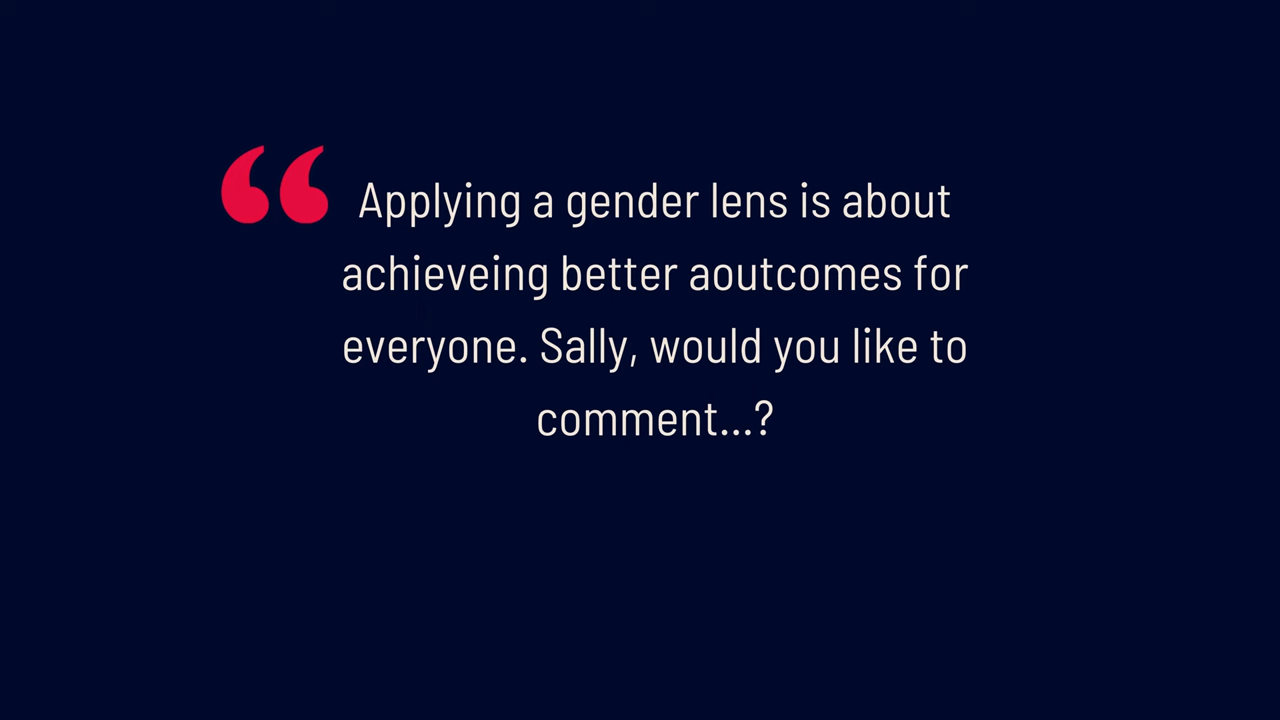 “ Applying a gender lens is about
achieveing better aoutcomes for
everyone. Sally, would you like to
comment...?